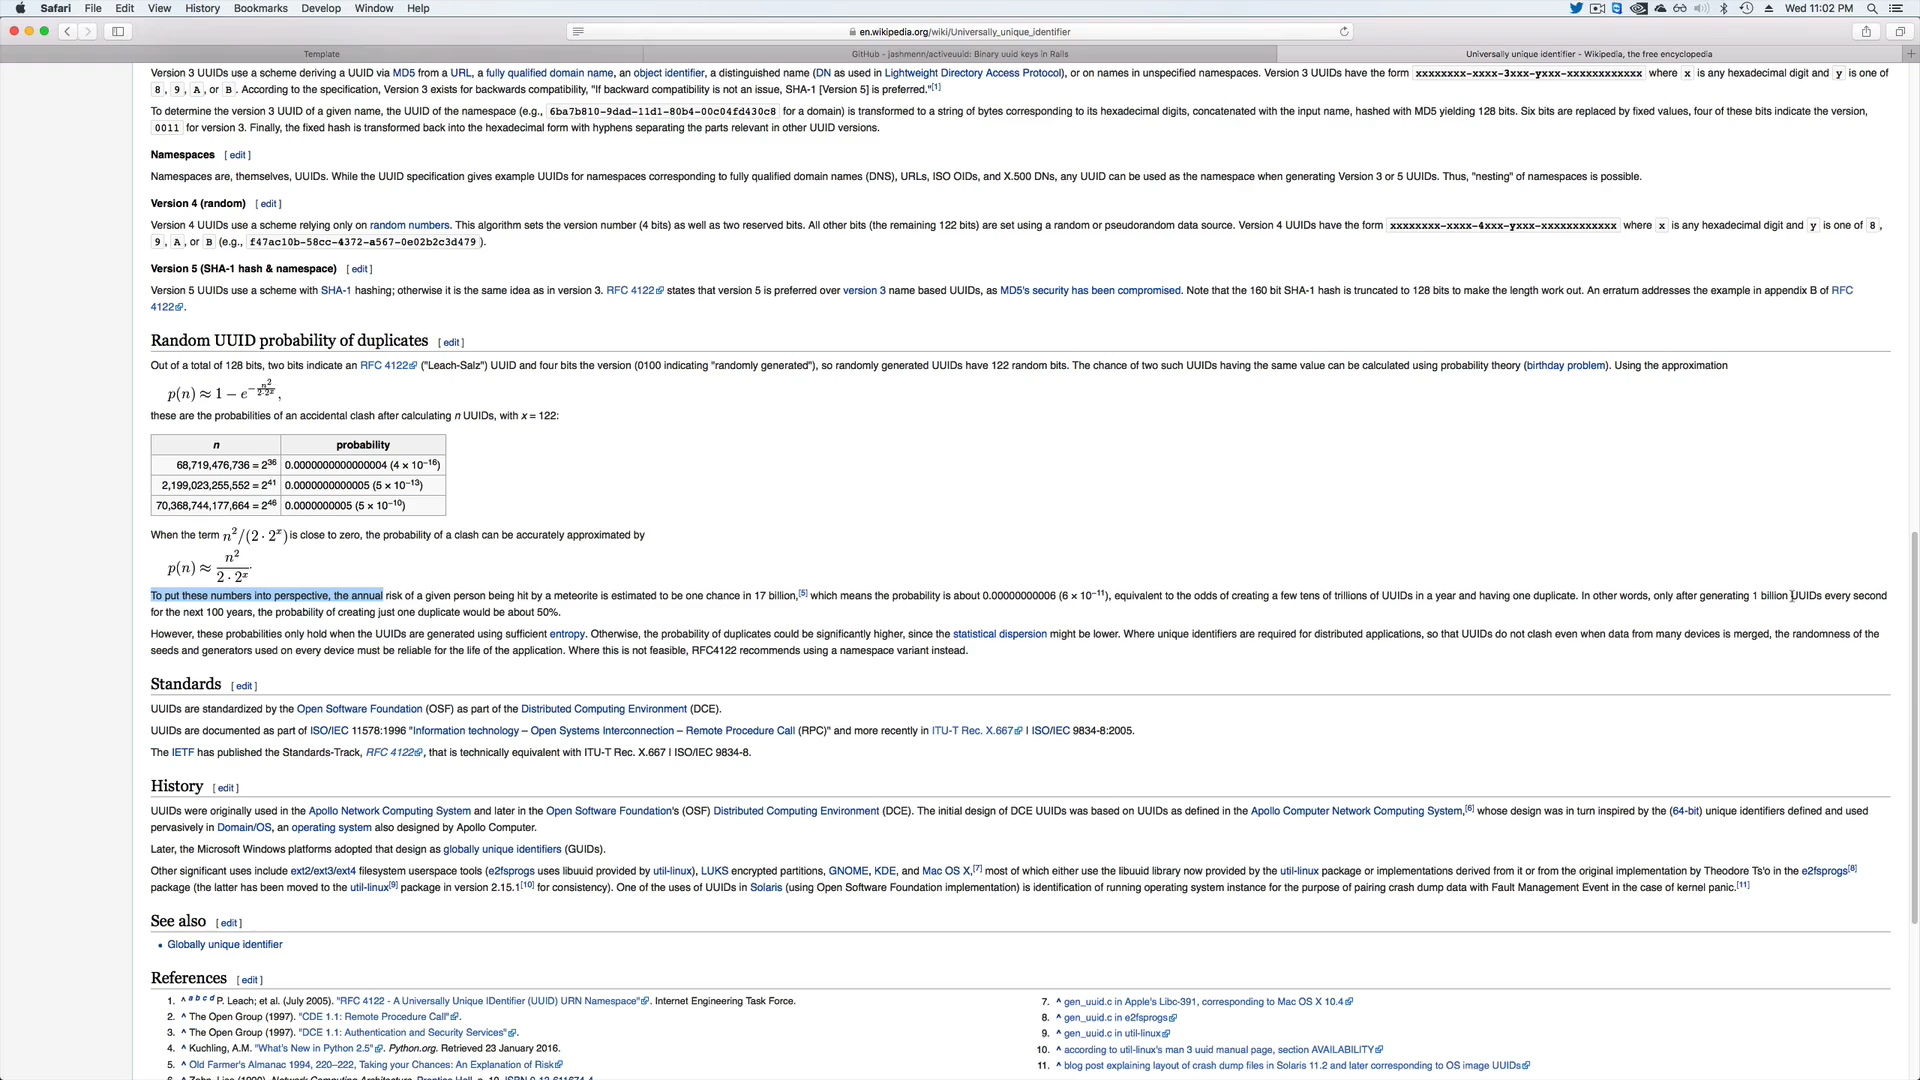 Safari File Edit View History Bookmarks Develop Window Help Wed 11:02 PM
en.wikipedia.org/wiki/Universally_unique_identifier
Template GitHub - jashmenn/activeuuid: Binary uuid keys in Rails Universally unique identifier - Wikipedia, the free encyclopedia
Version 3 UUIDs use a scheme deriving a UUID via MD5 from a URL, a fully qualified domain name, an object identifier, a distinguished name (DN as used in Lightweight Directory Access Protocol), or on names in unspecified namespaces. Version 3 UUIDs have the form xxxxxxxx-xxxx-3xxx-yxxx-xxxxxxxxxxxx where x is any hexadecimal digit and y is one of
8, 9, A, or B. According to the specification, Version 3 exists for backwards compatibility, "If backward compatibility is not an issue, SHA-1 [Version 5] is preferred."[1]
To determine the version 3 UUID of a given name, the UUID of the namespace (e.g., 6ba7b810-9dad-11d1-80b4-00c04fd430c8 for a domain) is transformed to a string of bytes corresponding to its hexadecimal digits, concatenated with the input name, hashed with MD5 yielding 128 bits. Six bits are replaced by fixed values, four of these bits indicate the version,
0011 for version 3. Finally, the fixed hash is transformed back into the hexadecimal form with hyphens separating the parts relevant in other UUID versions.
Namespaces [ edit ]
Namespaces are, themselves, UUIDs. While the UUID specification gives example UUIDs for namespaces corresponding to fully qualified domain names (DNS), URLs, ISO OIDs, and X.500 DNs, any UUID can be used as the namespace when generating Version 3 or 5 UUIDs. Thus, "nesting" of namespaces is possible.
Version 4 (random) [ edit ]
Version 4 UUIDs use a scheme relying only on random numbers. This algorithm sets the version number (4 bits) as well as two reserved bits. All other bits (the remaining 122 bits) are set using a random or pseudorandom data source. Version 4 UUIDs have the form xxxxxxxx-xxxx-4xxx-yxxx-xxxxxxxxxxxx where x is any hexadecimal digit and y is one of 8,
9, A, or B (e.g., f47ac10b-58cc-4372-a567-0e02b2c3d479).
Version 5 (SHA-1 hash & namespace) [ edit ]
Version 5 UUIDs use a scheme with SHA-1 hashing; otherwise it is the same idea as in version 3. RFC 4122 states that version 5 is preferred over version 3 name based UUIDs, as MD5's security has been compromised. Note that the 160 bit SHA-1 hash is truncated to 128 bits to make the length work out. An erratum addresses the example in appendix B of RFC
4122.
Random UUID probability of duplicates [ edit ]
Out of a total of 128 bits, two bits indicate an RFC 4122 ("Leach-Salz") UUID and four bits the version (0100 indicating "randomly generated"), so randomly generated UUIDs have 122 random bits. The chance of two such UUIDs having the same value can be calculated using probability theory (birthday problem). Using the approximation
p(n) ≈ 1 − e^(−n²/(2·2ˣ)),
these are the probabilities of an accidental clash after calculating n UUIDs, with x = 122:
n probability
68,719,476,736 = 2³⁶ 0.0000000000000004 (4 × 10⁻¹⁶)
2,199,023,255,552 = 2⁴¹ 0.0000000000005 (5 × 10⁻¹³)
70,368,744,177,664 = 2⁴⁶ 0.0000000005 (5 × 10⁻¹⁰)
When the term n²/(2 · 2ˣ) is close to zero, the probability of a clash can be accurately approximated by
p(n) ≈ n²/(2 · 2ˣ).
To put these numbers into perspective, the annual risk of a given person being hit by a meteorite is estimated to be one chance in 17 billion,[5] which means the probability is about 0.00000000006 (6 × 10⁻¹¹), equivalent to the odds of creating a few tens of trillions of UUIDs in a year and having one duplicate. In other words, only after generating 1 billion UUIDs every second
for the next 100 years, the probability of creating just one duplicate would be about 50%.
However, these probabilities only hold when the UUIDs are generated using sufficient entropy. Otherwise, the probability of duplicates could be significantly higher, since the statistical dispersion might be lower. Where unique identifiers are required for distributed applications, so that UUIDs do not clash even when data from many devices is merged, the randomness of the
seeds and generators used on every device must be reliable for the life of the application. Where this is not feasible, RFC4122 recommends using a namespace variant instead.
Standards [ edit ]
UUIDs are standardized by the Open Software Foundation (OSF) as part of the Distributed Computing Environment (DCE).
UUIDs are documented as part of ISO/IEC 11578:1996 "Information technology – Open Systems Interconnection – Remote Procedure Call (RPC)" and more recently in ITU-T Rec. X.667 | ISO/IEC 9834-8:2005.
The IETF has published the Standards-Track, RFC 4122, that is technically equivalent with ITU-T Rec. X.667 | ISO/IEC 9834-8.
History [ edit ]
UUIDs were originally used in the Apollo Network Computing System and later in the Open Software Foundation's (OSF) Distributed Computing Environment (DCE). The initial design of DCE UUIDs was based on UUIDs as defined in the Apollo Computer Network Computing System,[6] whose design was in turn inspired by the (64-bit) unique identifiers defined and used
pervasively in Domain/OS, an operating system also designed by Apollo Computer.
Later, the Microsoft Windows platforms adopted that design as globally unique identifiers (GUIDs).
Other significant uses include ext2/ext3/ext4 filesystem userspace tools (e2fsprogs uses libuuid provided by util-linux), LUKS encrypted partitions, GNOME, KDE, and Mac OS X,[7] most of which either use the libuuid library now provided by the util-linux package or implementations derived from it or from the original implementation by Theodore Ts'o in the e2fsprogs[8]
package (the latter has been moved to the util-linux[9] package in version 2.15.1[10] for consistency). One of the uses of UUIDs in Solaris (using Open Software Foundation implementation) is identification of running operating system instance for the purpose of pairing crash dump data with Fault Management Event in the case of kernel panic.[11]
See also [ edit ]
• Globally unique identifier
References [ edit ]
1. ^ a b c d P. Leach; et al. (July 2005). "RFC 4122 - A Universally Unique IDentifier (UUID) URN Namespace". Internet Engineering Task Force.
2. ^ The Open Group (1997). "CDE 1.1: Remote Procedure Call".
3. ^ The Open Group (1997). "DCE 1.1: Authentication and Security Services".
4. ^ Kuchling, A.M. "What's New in Python 2.5". Python.org. Retrieved 23 January 2016.
5. ^ Old Farmer's Almanac 1994, 220–222, Taking your Chances: An Explanation of Risk
7. ^ gen_uuid.c in Apple's Libc-391, corresponding to Mac OS X 10.4
8. ^ gen_uuid.c in e2fsprogs
9. ^ gen_uuid.c in util-linux
10. ^ according to util-linux's man 3 uuid manual page, section AVAILABILITY
11. ^ blog post explaining layout of crash dump files in Solaris 11.2 and later corresponding to OS image UUIDs